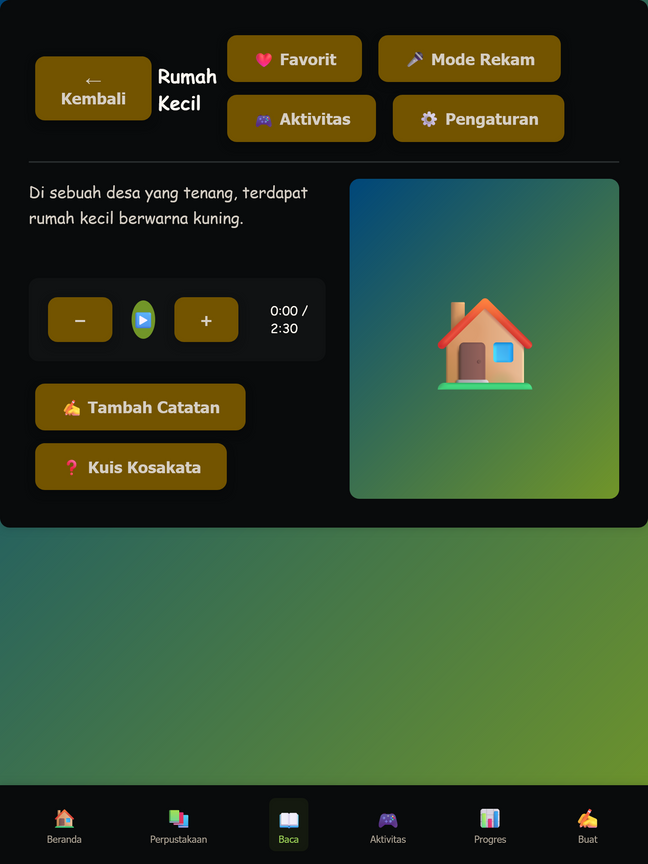 ← Kembali
Rumah Kecil
❤️ Favorit
🎤 Mode Rekam
🎮 Aktivitas
⚙️ Pengaturan
Di sebuah desa yang tenang, terdapat
rumah kecil berwarna kuning.
−
▶️
+
0:00 /
2:30
✍️ Tambah Catatan
❓ Kuis Kosakata
Beranda
Perpustakaan
Baca
Aktivitas
Progres
Buat